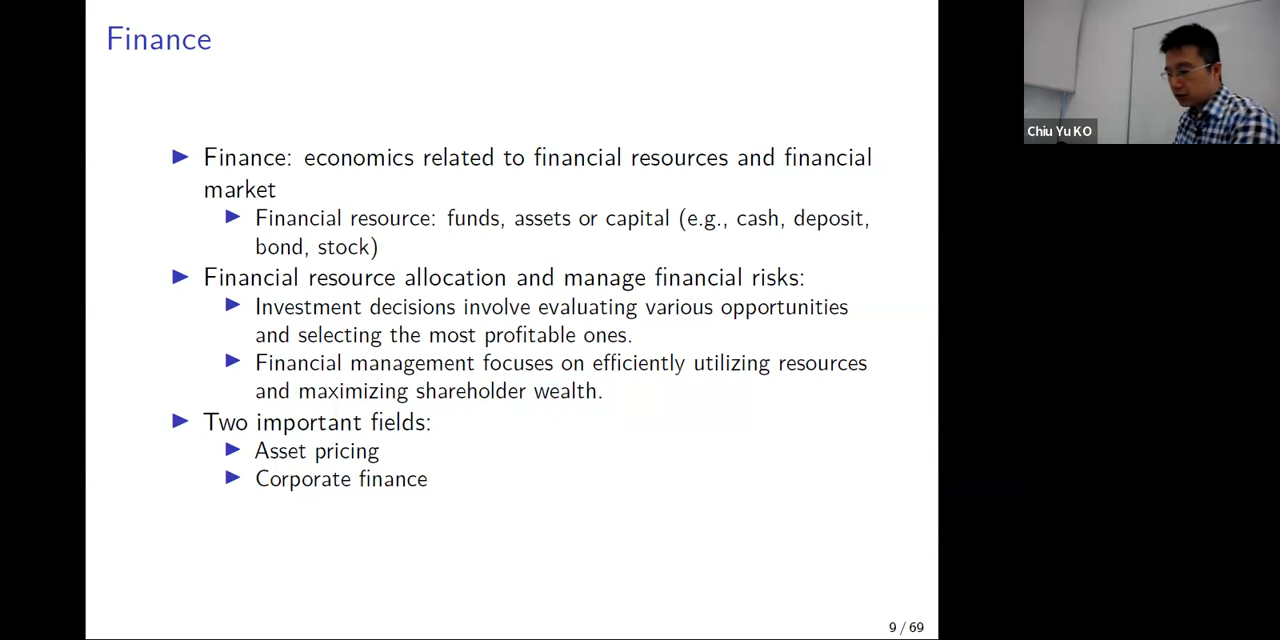 Finance
Finance: economics related to financial resources and financial
market
Financial resource: funds, assets or capital (e.g., cash, deposit,
bond, stock)
Financial resource allocation and manage financial risks:
Investment decisions involve evaluating various opportunities
and selecting the most profitable ones.
Financial management focuses on efficiently utilizing resources
and maximizing shareholder wealth.
Two important fields:
Asset pricing
Corporate finance
9 / 69
Chiu Yu KO